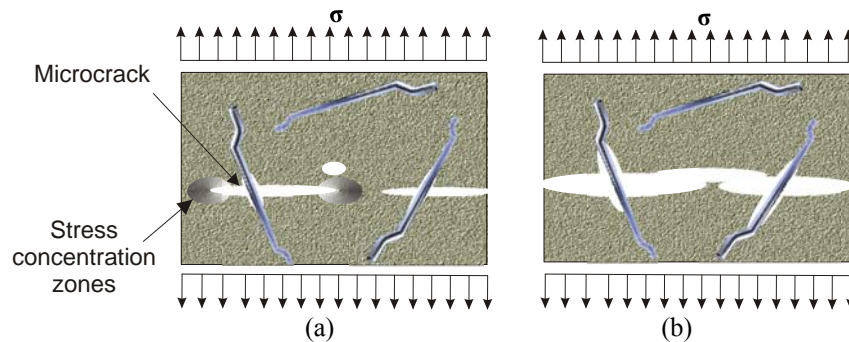 σ
σ
Microcrack
Stress
concentration
zones
(a)
(b)